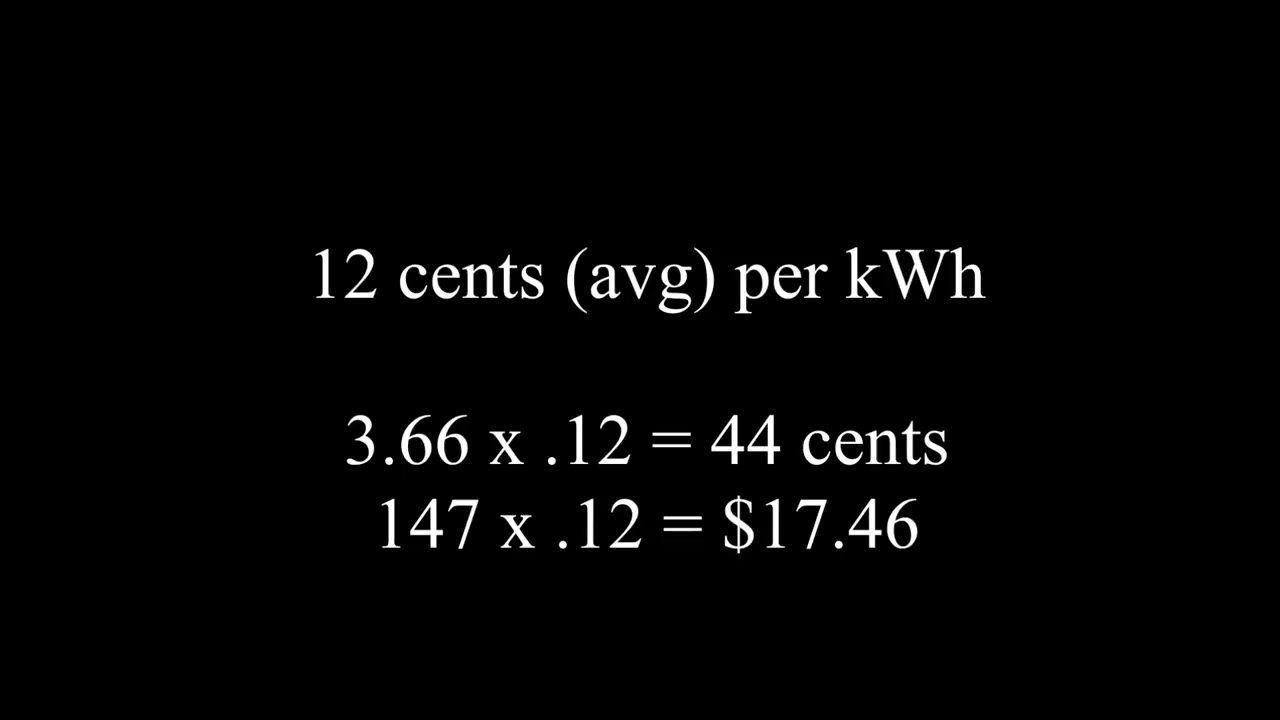 12 cents (avg) per kWh
3.66 x .12 = 44 cents
147 x .12 = $17.46